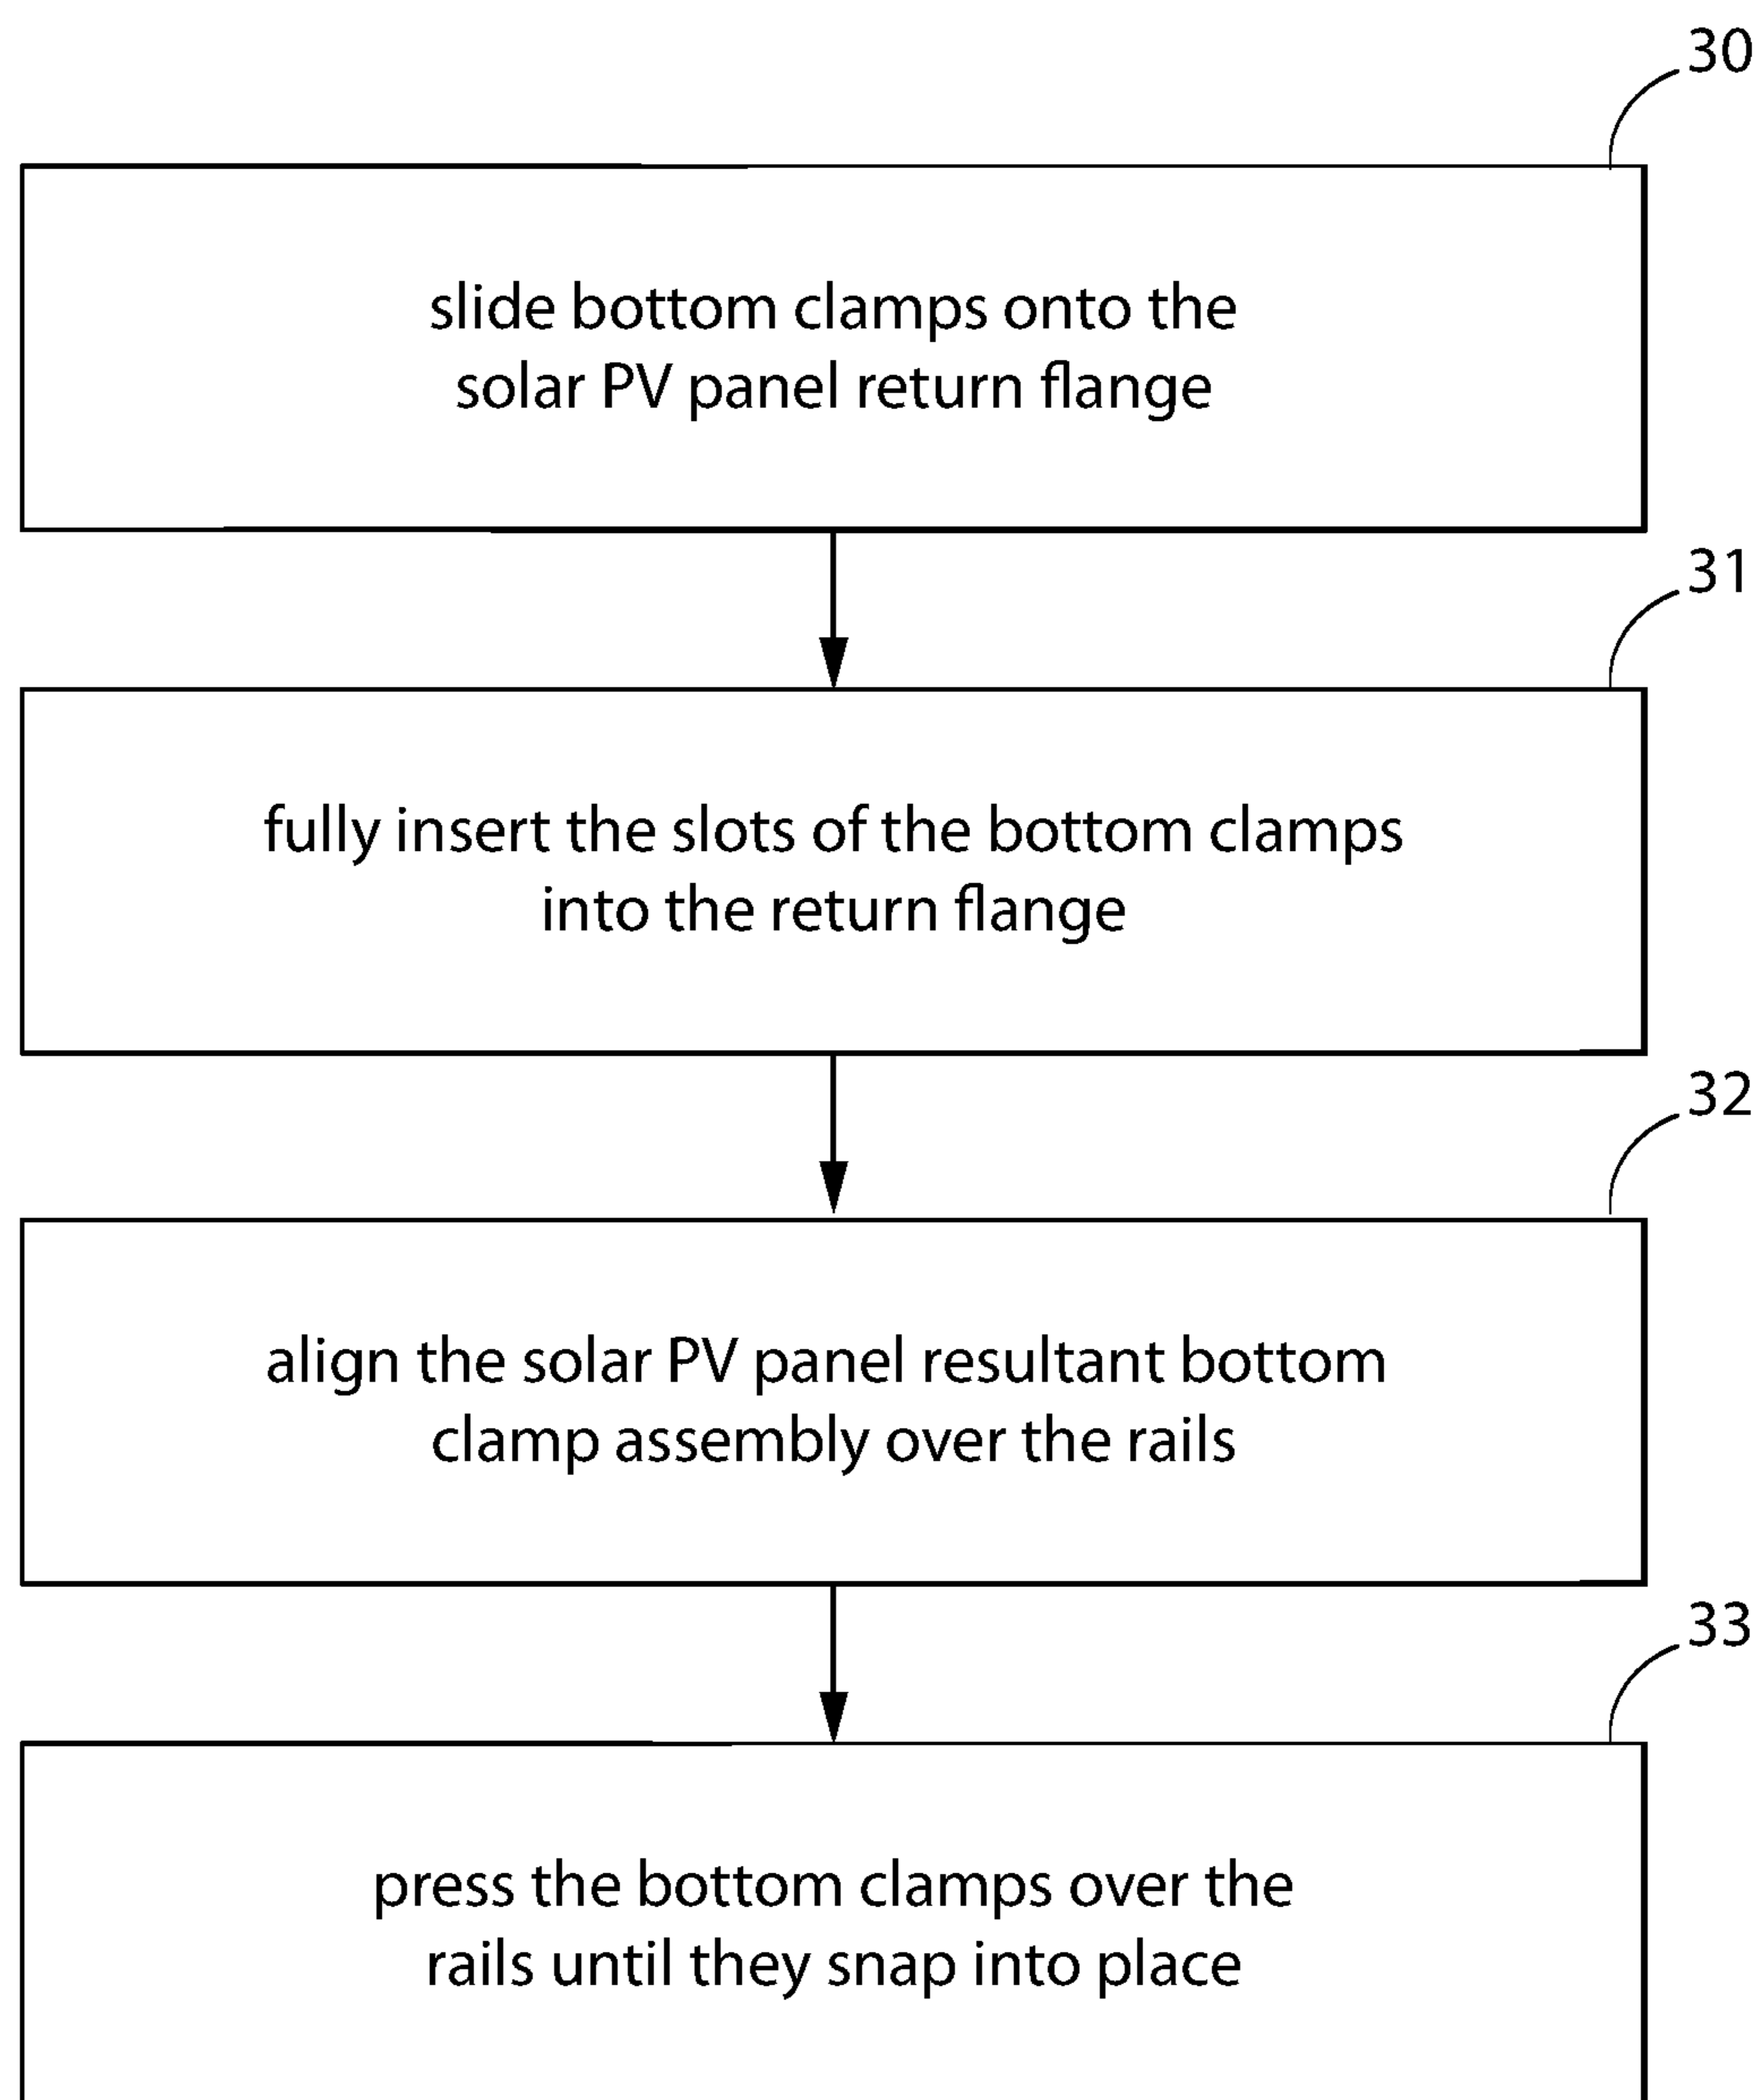 30
slide bottom clamps onto the
solar PV panel return flange
31
fully insert the slots of the bottom clamps
into the return flange
32
align the solar PV panel resultant bottom
clamp assembly over the rails
33
press the bottom clamps over the
rails until they snap into place